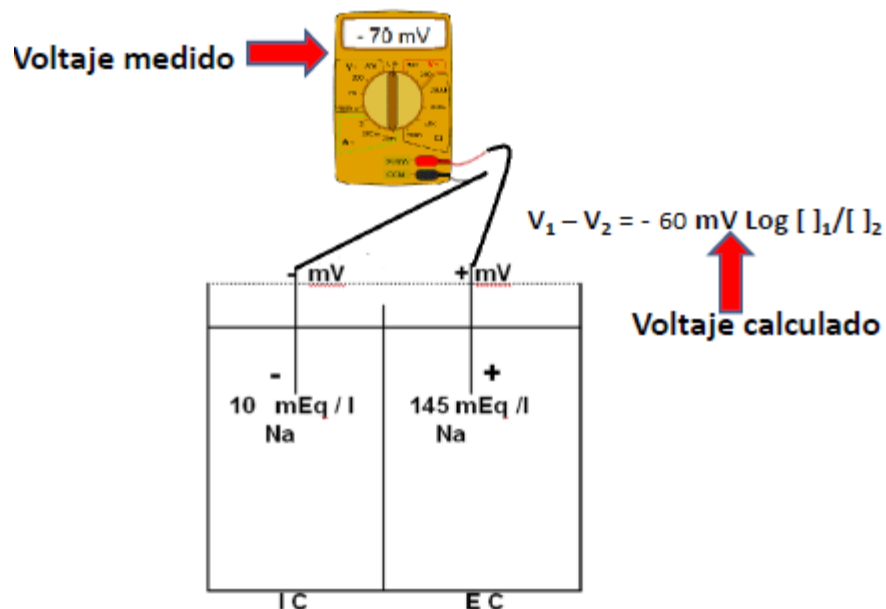 - 70 mV
Voltaje medido
V₁ – V₂ = - 60 mV Log [ ]₁/[ ]₂
Voltaje calculado
- mV
+ mV
-
+
10 mEq / l
Na
145 mEq /l
Na
I C
E C